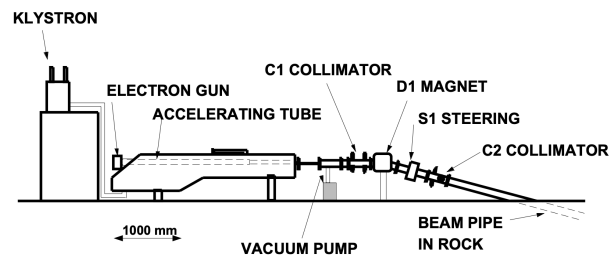 KLYSTRON
C1 COLLIMATOR
D1 MAGNET
ELECTRON GUN
ACCELERATING TUBE
S1 STEERING
C2 COLLIMATOR
1000 mm
VACUUM PUMP
BEAM PIPE
IN ROCK